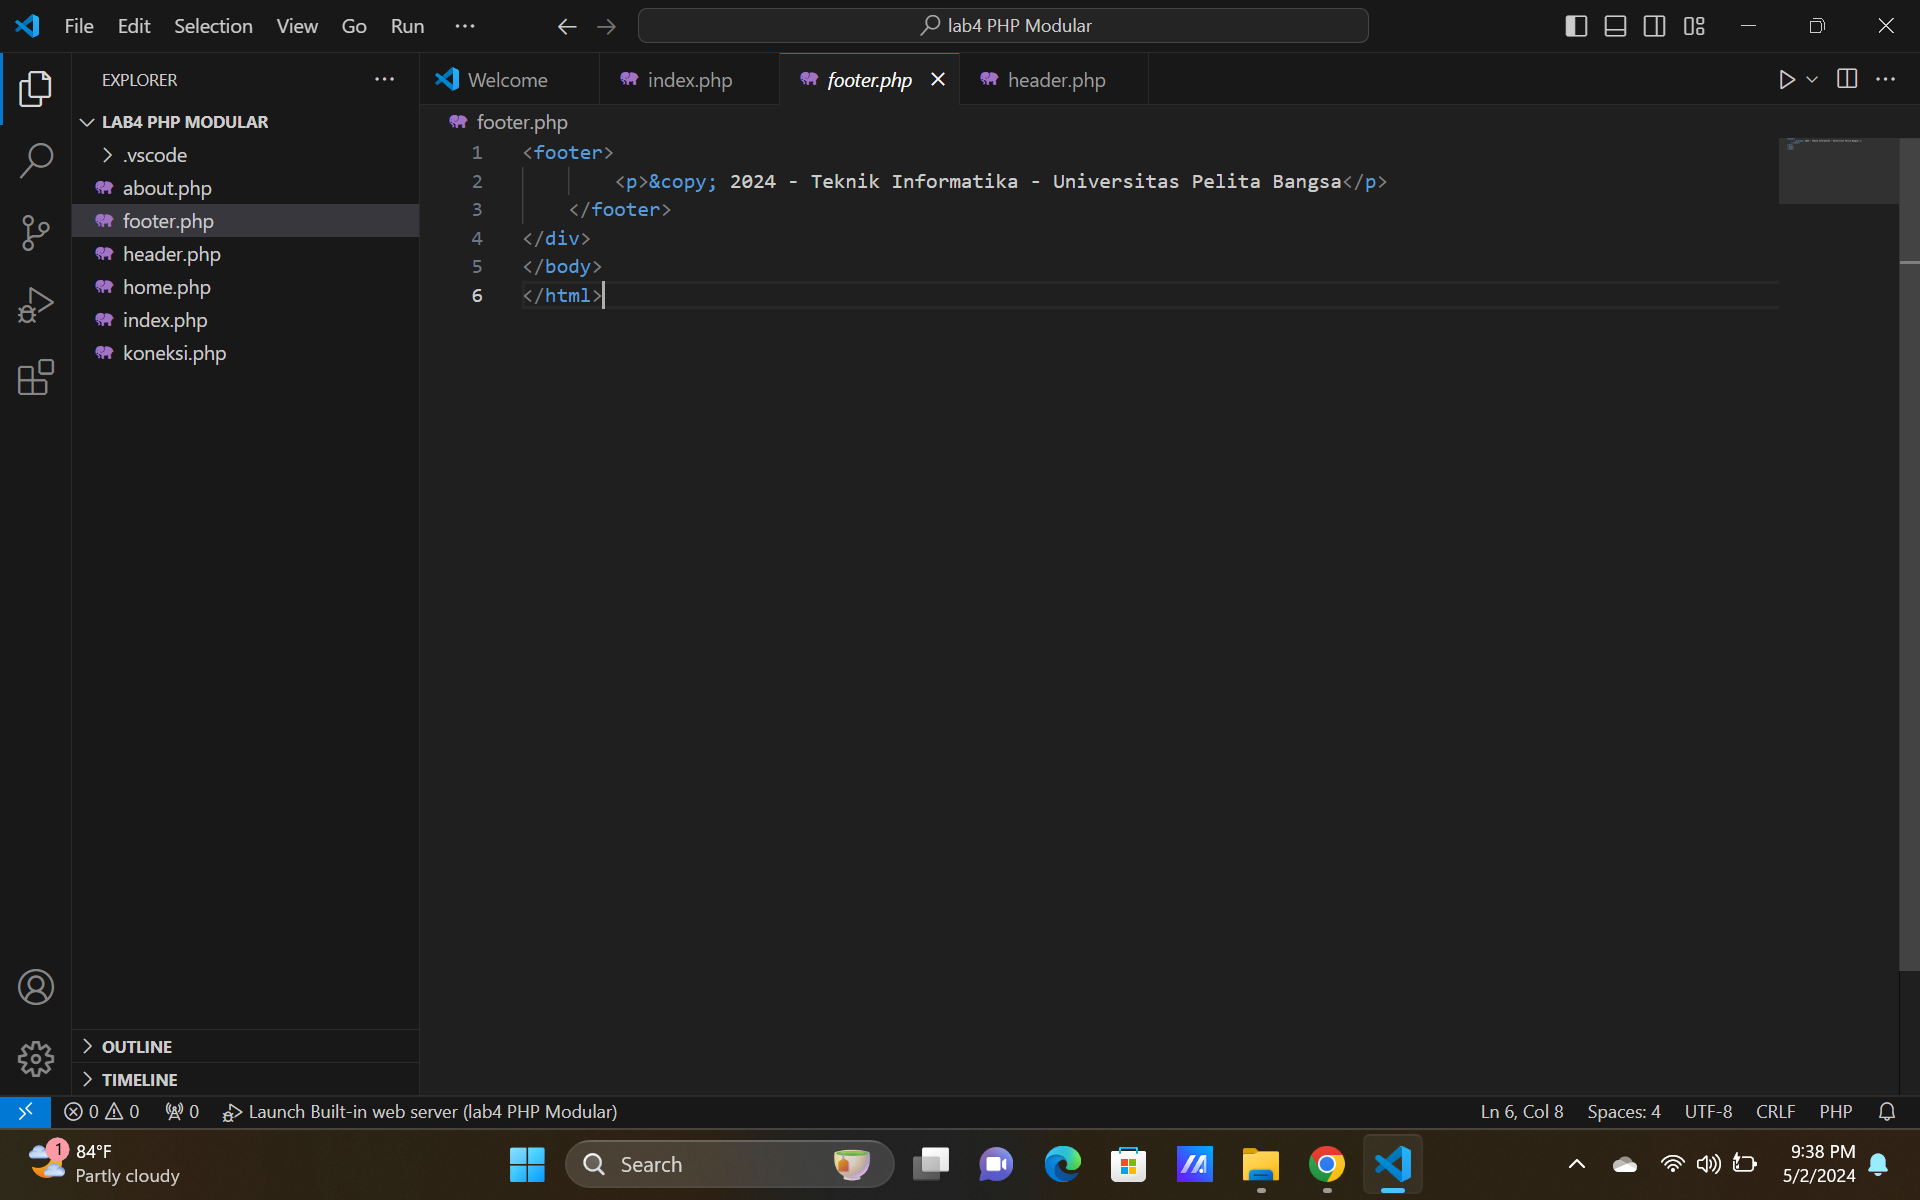 File Edit Selection View Go Run ···
lab4 PHP Modular
EXPLORER ···
LAB4 PHP MODULAR
.vscode
about.php
footer.php
header.php
home.php
index.php
koneksi.php
OUTLINE
TIMELINE
Welcome index.php footer.php header.php
footer.php
1 <footer>
2 <p>&copy; 2024 - Teknik Informatika - Universitas Pelita Bangsa</p>
3 </footer>
4 </div>
5 </body>
6 </html>
0 0 0 Launch Built-in web server (lab4 PHP Modular) Ln 6, Col 8 Spaces: 4 UTF-8 CRLF PHP
1 84°F
Partly cloudy
Search
9:38 PM
5/2/2024